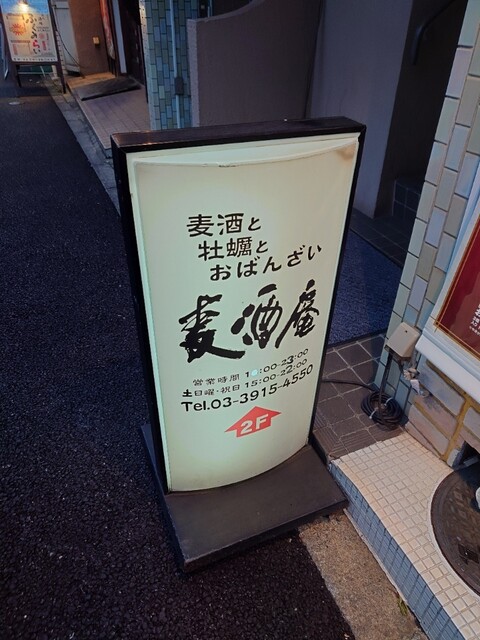 麦酒と
牡蠣と
おばんざい
麦酒庵
営業時間 1 :00-23:00
土日曜・祝日 15:00-22:00
Tel.03-3915-4550
2F